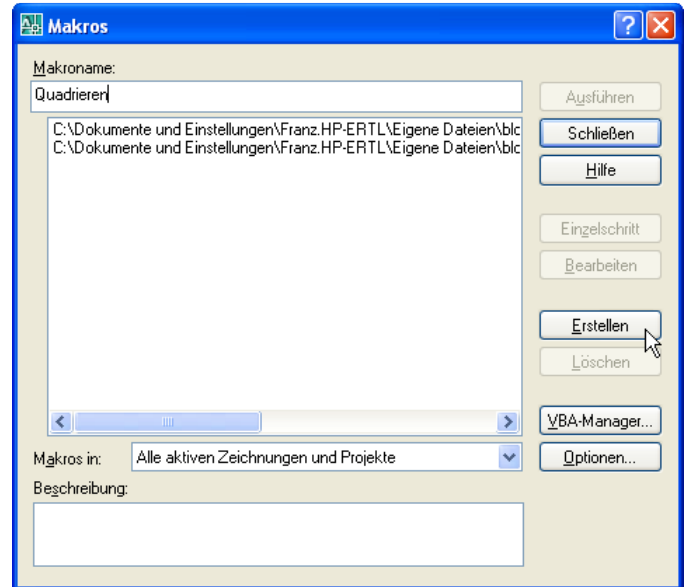 Makros
Makroname:
Quadrieren
Ausführen
C:\Dokumente und Einstellungen\Franz.HP-ERTL\Eigene Dateien\blc
C:\Dokumente und Einstellungen\Franz.HP-ERTL\Eigene Dateien\blc
Schließen
Hilfe
Einzelschritt
Bearbeiten
Erstellen
Löschen
VBA-Manager...
Makros in:
Alle aktiven Zeichnungen und Projekte
Optionen...
Beschreibung: